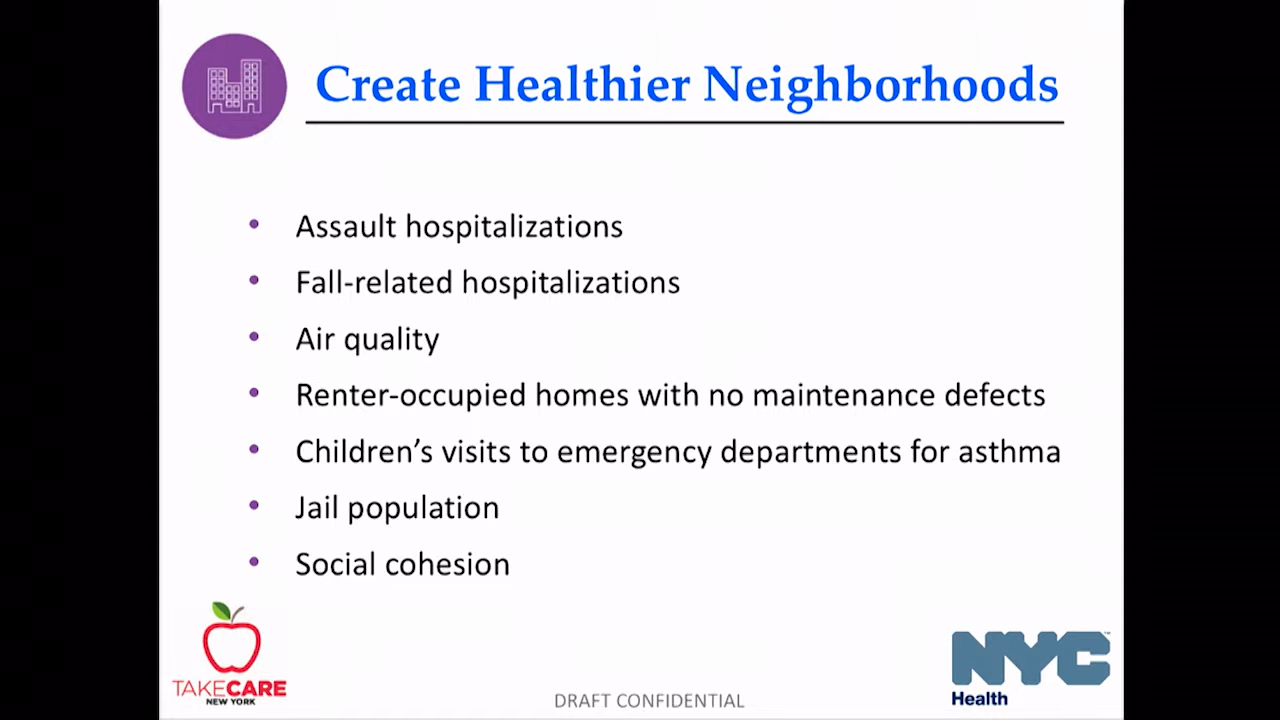 Create Healthier Neighborhoods
• Assault hospitalizations
• Fall-related hospitalizations
• Air quality
• Renter-occupied homes with no maintenance defects
• Children’s visits to emergency departments for asthma
• Jail population
• Social cohesion
TAKECARE
NEW YORK
DRAFT CONFIDENTIAL
NYC™
Health